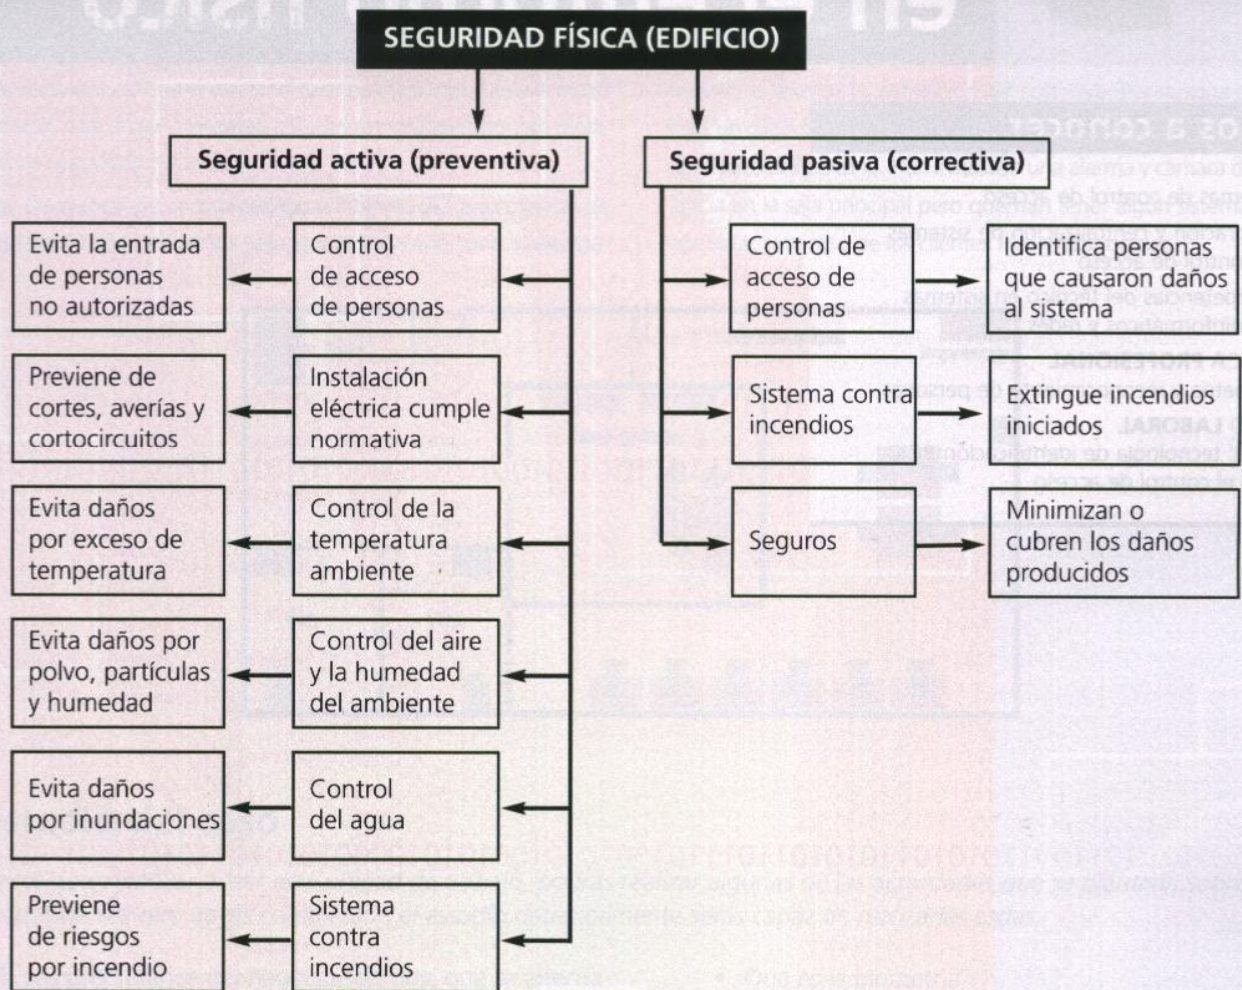 SEGURIDAD FÍSICA (EDIFICIO)
Seguridad activa (preventiva)
Seguridad pasiva (correctiva)
Evita la entrada
de personas
no autorizadas
Control
de acceso
de personas
Control de
acceso de
personas
Identifica personas
que causaron daños
al sistema
Previene de
cortes, averías y
cortocircuitos
Instalación
eléctrica cumple
normativa
Sistema contra
incendios
Extingue incendios
iniciados
Evita daños
por exceso de
temperatura
Control de la
temperatura
ambiente
Seguros
Minimizan o
cubren los daños
producidos
Evita daños por
polvo, partículas
y humedad
Control del aire
y la humedad
del ambiente
Evita daños
por inundaciones
Control
del agua
Previene
de riesgos
por incendio
Sistema
contra
incendios